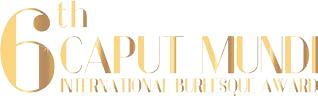 6th
CAPUT MUNDI
INTERNATIONAL BURLESQUE AWARD